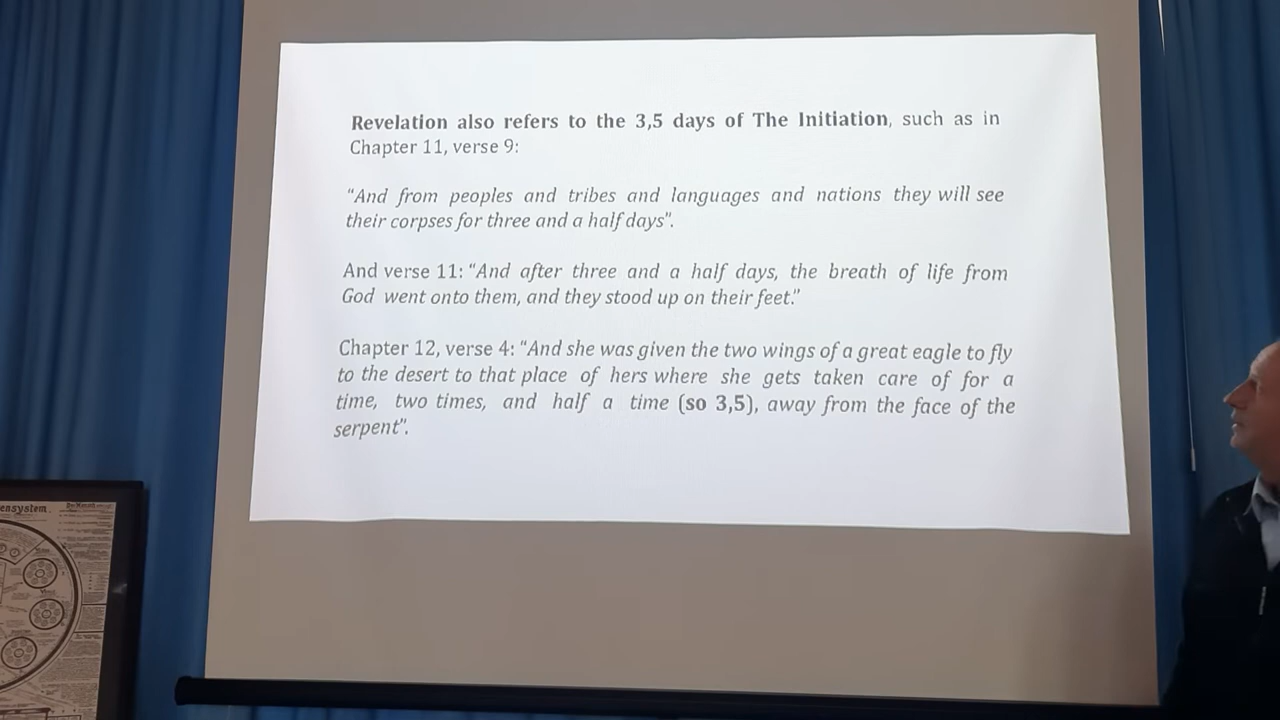 Revelation also refers to the 3,5 days of The Initiation, such as in
Chapter 11, verse 9:
"And from peoples and tribes and languages and nations they will see
their corpses for three and a half days".
And verse 11: "And after three and a half days, the breath of life from
God went onto them, and they stood up on their feet."
Chapter 12, verse 4: "And she was given the two wings of a great eagle to fly
to the desert to that place of hers where she gets taken care of for a
time, two times, and half a time (so 3,5), away from the face of the
serpent".
ensystem